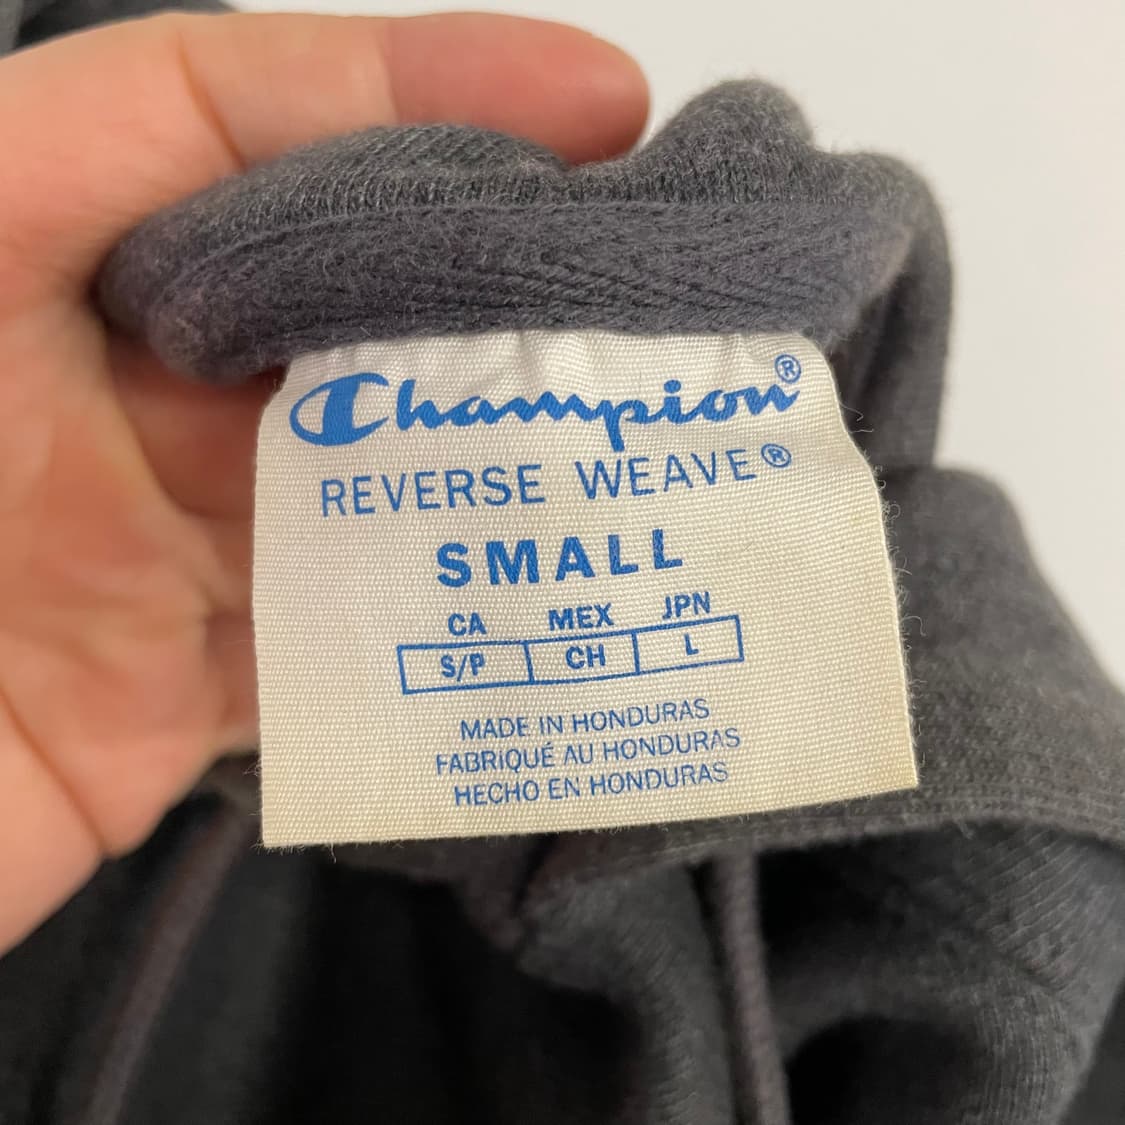 Champion®
REVERSE WEAVE®
SMALL
CA MEX JPN
S/P CH L
MADE IN HONDURAS
FABRIQUÉ AU HONDURAS
HECHO EN HONDURAS